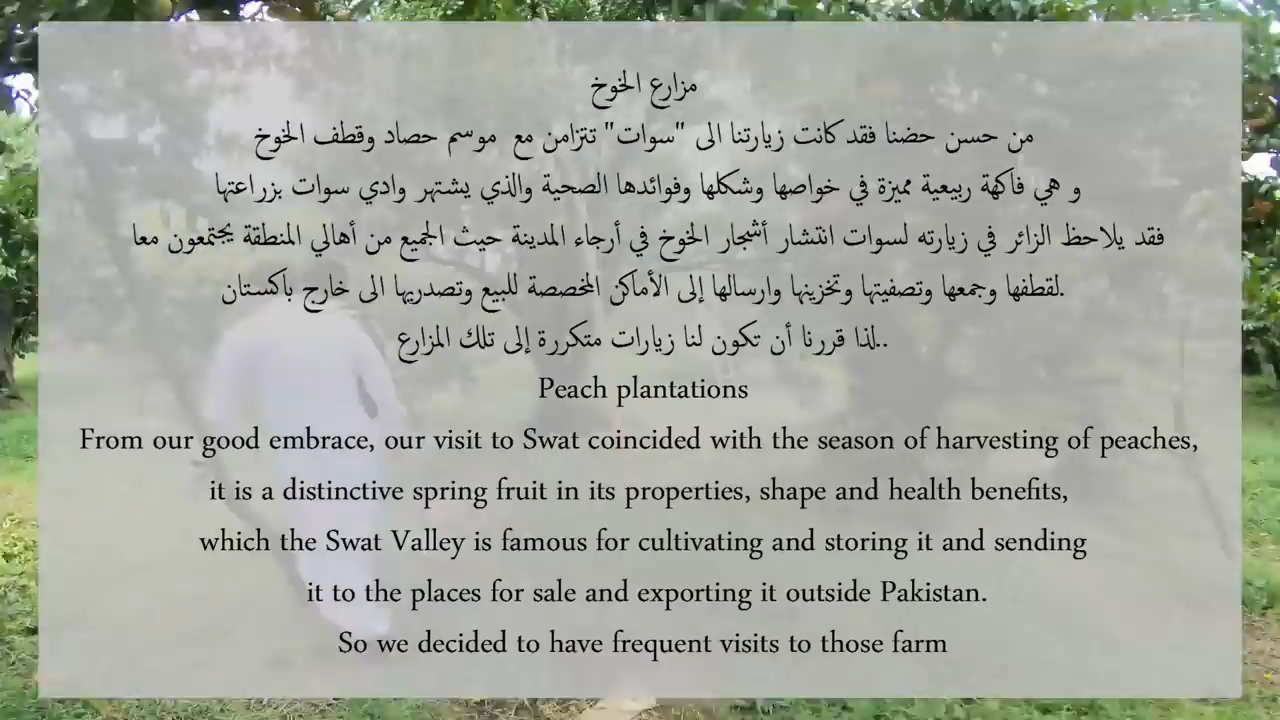 مزارع الخوخ
من حسن حضنا فقد كانت زيارتنا الى "سوات" تتزامن مع موسم حصاد وقطف الخوخ
و هي فاكهة ربيعية مميزة في خواصها وشكلها وفوائدها الصحية والذي يشتهر وادي سوات بزراعتها
فقد يلاحظ الزائر في زيارته لسوات انتشار أشجار الخوخ في أرجاء المدينة حيث الجميع من أهالي المنطقة يجتمعون معا
.لقطفها وجمعها وتصفيتها وتخزينها وارسالها إلى الأماكن المخصصة للبيع وتصدريها الى خارج باكستان
..لذا قررنا أن تكون لنا زيارات متكررة إلى تلك المزارع
Peach plantations
From our good embrace, our visit to Swat coincided with the season of harvesting of peaches,
it is a distinctive spring fruit in its properties, shape and health benefits,
which the Swat Valley is famous for cultivating and storing it and sending
it to the places for sale and exporting it outside Pakistan.
So we decided to have frequent visits to those farm